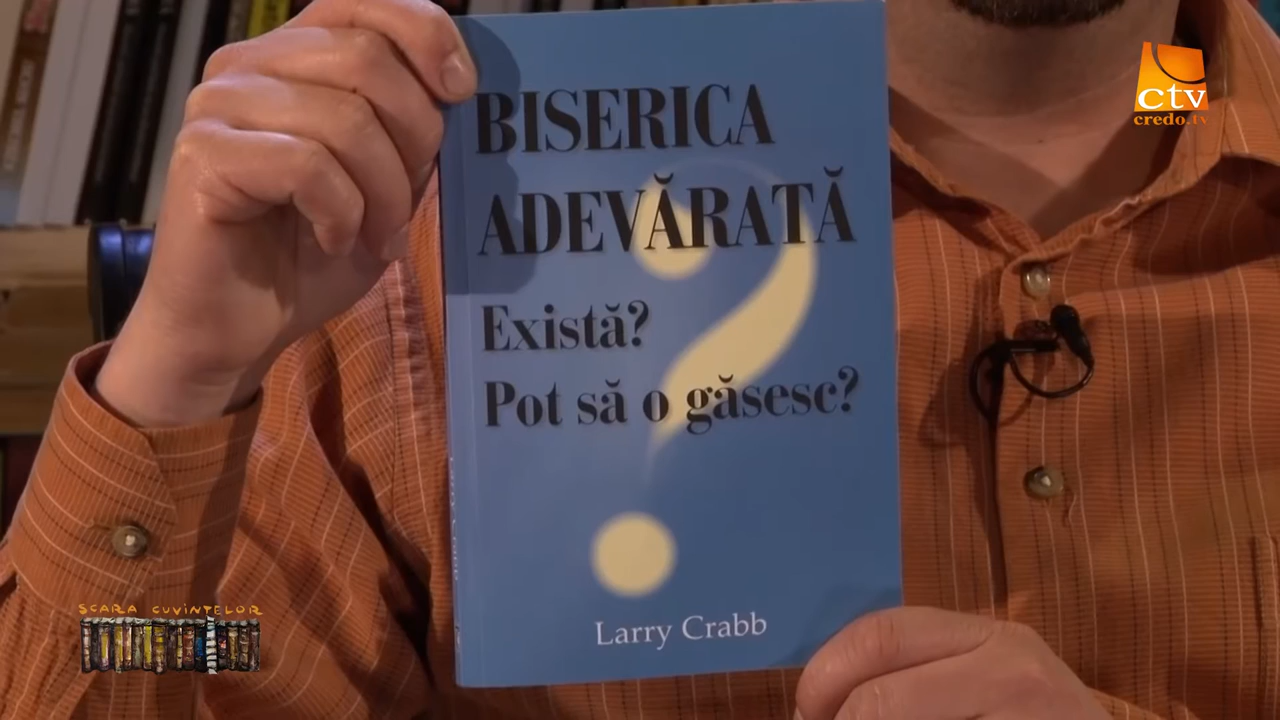 BISERICA
ADEVĂRATĂ
Există?
Pot să o găsesc?
Larry Crabb
ctv
credo.tv
SCARA CUVINTELOR